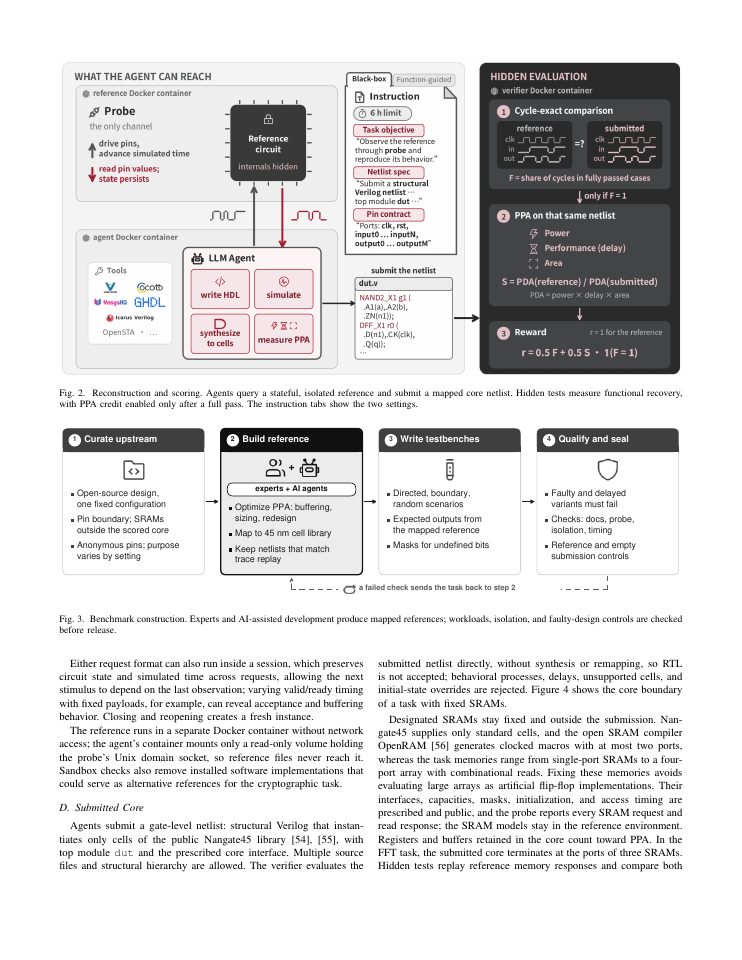 WHAT THE AGENT CAN REACH
reference Docker container
Probe
the only channel
drive pins,
advance simulated time
read pin values;
state persists
Reference
circuit
internals hidden
agent Docker container
Tools
cocotb
YosysHQ
GHDL
Icarus Verilog
OpenSTA · ...
LLM Agent
write HDL
simulate
synthesize
to cells
measure PPA
Black-box
Function-guided
Instruction
6 h limit
Task objective
"Observe the reference
through probe and
reproduce its behavior."
Netlist spec
"Submit a structural
Verilog netlist ···
top module dut ···"
Pin contract
"Ports: clk, rst,
input0 ... inputN,
output0 ... outputM"
submit the netlist
dut.v
NAND2_X1 g1 (
.A1(a),.A2(b),
.ZN(n1));
DFF_X1 r0 (
.D(n1),.CK(clk),
.Q(q));
...
HIDDEN EVALUATION
verifier Docker container
1 Cycle-exact comparison
reference
clk
in
out
=?
submitted
clk
in
out
F = share of cycles in fully passed cases
only if F = 1
2 PPA on that same netlist
Power
Performance (delay)
Area
S = PDA(reference) / PDA(submitted)
PDA = power × delay × area
3 Reward
r = 1 for the reference
r = 0.5 F + 0.5 S · 1(F = 1)
Fig. 2. Reconstruction and scoring. Agents query a stateful, isolated reference and submit a mapped core netlist. Hidden tests measure functional recovery,
with PPA credit enabled only after a full pass. The instruction tabs show the two settings.
1 Curate upstream
Open-source design,
one fixed configuration
Pin boundary; SRAMs
outside the scored core
Anonymous pins; purpose
varies by setting
2 Build reference
experts + AI agents
Optimize PPA: buffering,
sizing, redesign
Map to 45 nm cell library
Keep netlists that match
trace replay
3 Write testbenches
Directed, boundary,
random scenarios
Expected outputs from
the mapped reference
Masks for undefined bits
4 Qualify and seal
Faulty and delayed
variants must fail
Checks: docs, probe,
isolation, timing
Reference and empty
submission controls
a failed check sends the task back to step 2
Fig. 3. Benchmark construction. Experts and AI-assisted development produce mapped references; workloads, isolation, and faulty-design controls are checked
before release.
Either request format can also run inside a session, which preserves
circuit state and simulated time across requests, allowing the next
stimulus to depend on the last observation; varying valid/ready timing
with fixed payloads, for example, can reveal acceptance and buffering
behavior. Closing and reopening creates a fresh instance.
The reference runs in a separate Docker container without network
access; the agent's container mounts only a read-only volume holding
the probe's Unix domain socket, so reference files never reach it.
Sandbox checks also remove installed software implementations that
could serve as alternative references for the cryptographic task.
D. Submitted Core
Agents submit a gate-level netlist: structural Verilog that instan-
tiates only cells of the public Nangate45 library [54], [55], with
top module dut and the prescribed core interface. Multiple source
files and structural hierarchy are allowed. The verifier evaluates the
submitted netlist directly, without synthesis or remapping, so RTL
is not accepted; behavioral processes, delays, unsupported cells, and
initial-state overrides are rejected. Figure 4 shows the core boundary
of a task with fixed SRAMs.
Designated SRAMs stay fixed and outside the submission. Nan-
gate45 supplies only standard cells, and the open SRAM compiler
OpenRAM [56] generates clocked macros with at most two ports,
whereas the task memories range from single-port SRAMs to a four-
port array with combinational reads. Fixing these memories avoids
evaluating large arrays as artificial flip-flop implementations. Their
interfaces, capacities, masks, initialization, and access timing are
prescribed and public, and the probe reports every SRAM request and
read response; the SRAM models stay in the reference environment.
Registers and buffers retained in the core count toward PPA. In the
FFT task, the submitted core terminates at the ports of three SRAMs.
Hidden tests replay reference memory responses and compare both